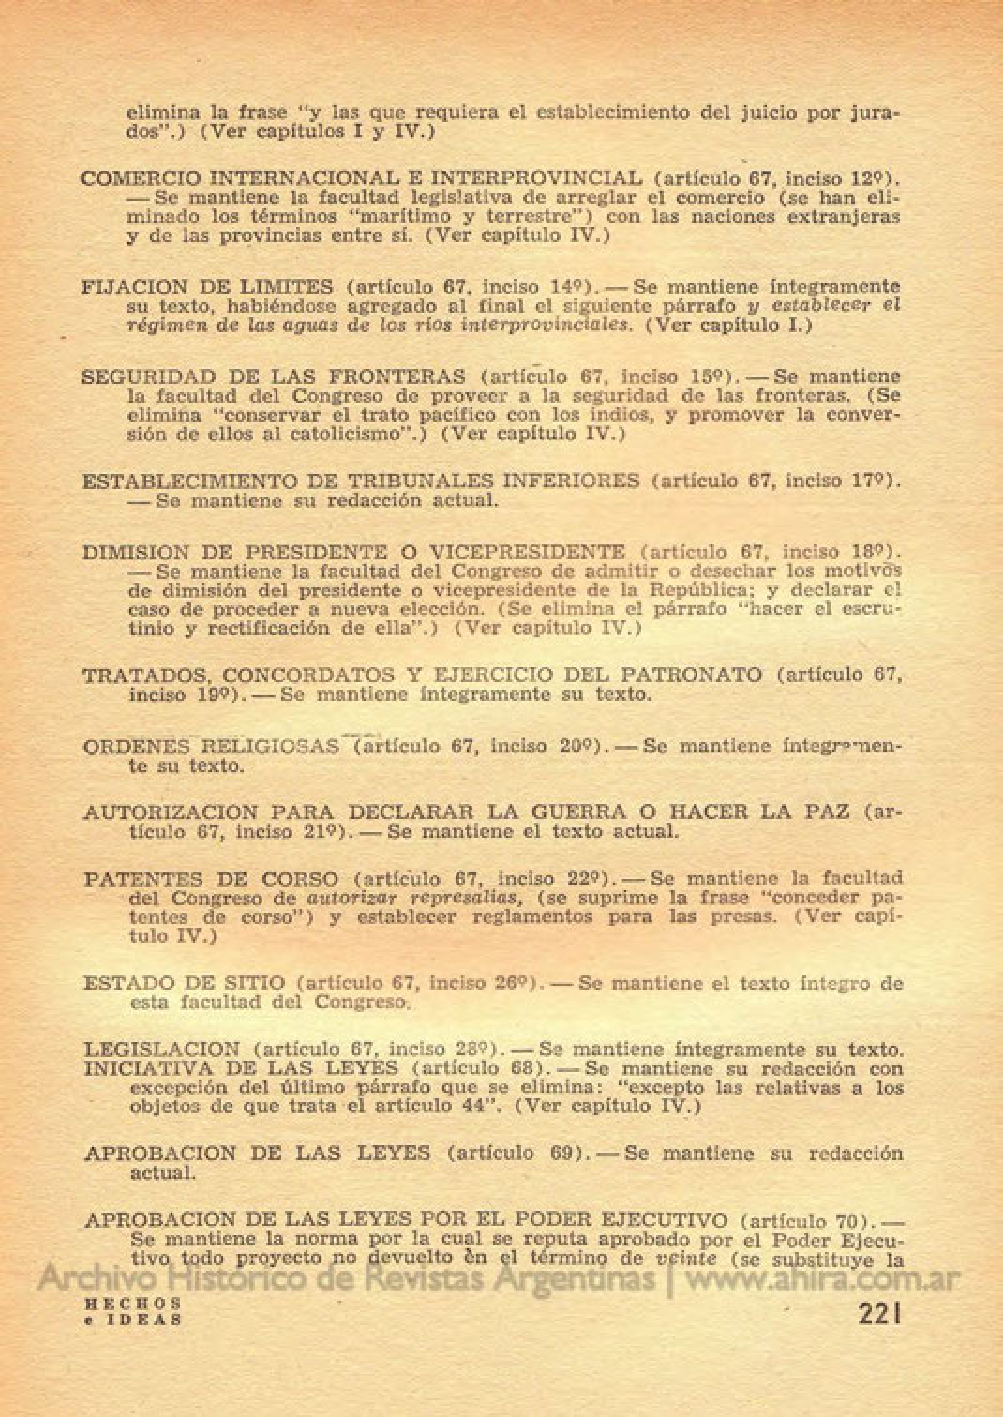 elimina la frase "y las que requiera el establecimiento del juicio por jura-
dos".) (Ver capítulos I y IV.)
COMERCIO INTERNACIONAL E INTERPROVINCIAL (artículo 67, inciso 12º).
— Se mantiene la facultad legislativa de arreglar el comercio (se han eli-
minado los términos "marítimo y terrestre") con las naciones extranjeras
y de las provincias entre sí. (Ver capítulo IV.)
FIJACION DE LIMITES (artículo 67, inciso 14º). — Se mantiene íntegramente
su texto, habiéndose agregado al final el siguiente párrafo y establecer el
régimen de las aguas de los ríos interprovinciales. (Ver capítulo I.)
SEGURIDAD DE LAS FRONTERAS (artículo 67, inciso 15º). — Se mantiene
la facultad del Congreso de proveer a la seguridad de las fronteras. (Se
elimina "conservar el trato pacífico con los indios, y promover la conver-
sión de ellos al catolicismo".) (Ver capítulo IV.)
ESTABLECIMIENTO DE TRIBUNALES INFERIORES (artículo 67, inciso 17º).
— Se mantiene su redacción actual.
DIMISION DE PRESIDENTE O VICEPRESIDENTE (artículo 67, inciso 18º).
— Se mantiene la facultad del Congreso de admitir o desechar los motivos
de dimisión del presidente o vicepresidente de la República; y declarar el
caso de proceder a nueva elección. (Se elimina el párrafo "hacer el escru-
tinio y rectificación de ella".) (Ver capítulo IV.)
TRATADOS, CONCORDATOS Y EJERCICIO DEL PATRONATO (artículo 67,
inciso 19º). — Se mantiene íntegramente su texto.
ORDENES RELIGIOSAS (artículo 67, inciso 20º). — Se mantiene íntegramen-
te su texto.
AUTORIZACION PARA DECLARAR LA GUERRA O HACER LA PAZ (ar-
tículo 67, inciso 21º). — Se mantiene el texto actual.
PATENTES DE CORSO (artículo 67, inciso 22º). — Se mantiene la facultad
del Congreso de autorizar represalias, (se suprime la frase "conceder pa-
tentes de corso") y establecer reglamentos para las presas. (Ver capí-
tulo IV.)
ESTADO DE SITIO (artículo 67, inciso 26º). — Se mantiene el texto íntegro de
esta facultad del Congreso.
LEGISLACION (artículo 67, inciso 28º). — Se mantiene íntegramente su texto.
INICIATIVA DE LAS LEYES (artículo 68). — Se mantiene su redacción con
excepción del último párrafo que se elimina: "excepto las relativas a los
objetos de que trata el artículo 44". (Ver capítulo IV.)
APROBACION DE LAS LEYES (artículo 69). — Se mantiene su redacción
actual.
APROBACION DE LAS LEYES POR EL PODER EJECUTIVO (artículo 70). —
Se mantiene la norma por la cual se reputa aprobado por el Poder Ejecu-
tivo todo proyecto no devuelto en el término de veinte (se substituye la
Archivo Histórico de Revistas Argentinas | www.ahira.com.ar
HECHOS
e IDEAS
221